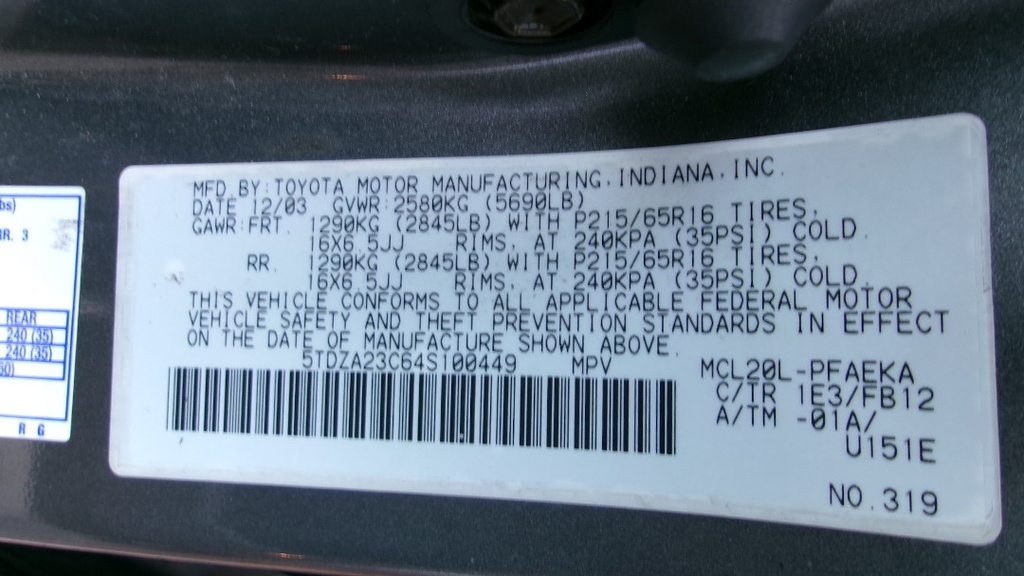 bs)
RR. 3
REAR
240 (35)
240 (35)
60)
R G
MFD.BY:TOYOTA MOTOR MANUFACTURING,INDIANA,INC.
DATE 12/03 GVWR:2580KG (5690LB)
GAWR:FRT. 1290KG (2845LB) WITH P215/65R16 TIRES,
16X6.5JJ RIMS, AT 240KPA (35PSI) COLD.
RR. 1290KG (2845LB) WITH P215/65R16 TIRES,
16X6.5JJ RIMS, AT 240KPA (35PSI) COLD.
THIS VEHICLE CONFORMS TO ALL APPLICABLE FEDERAL MOTOR
VEHICLE SAFETY AND THEFT PREVENTION STANDARDS IN EFFECT
ON THE DATE OF MANUFACTURE SHOWN ABOVE.
5TDZA23C64S100449 MPV
MCL20L-PFAEKA
C/TR 1E3/FB12
A/TM -01A/
U151E
NO.319